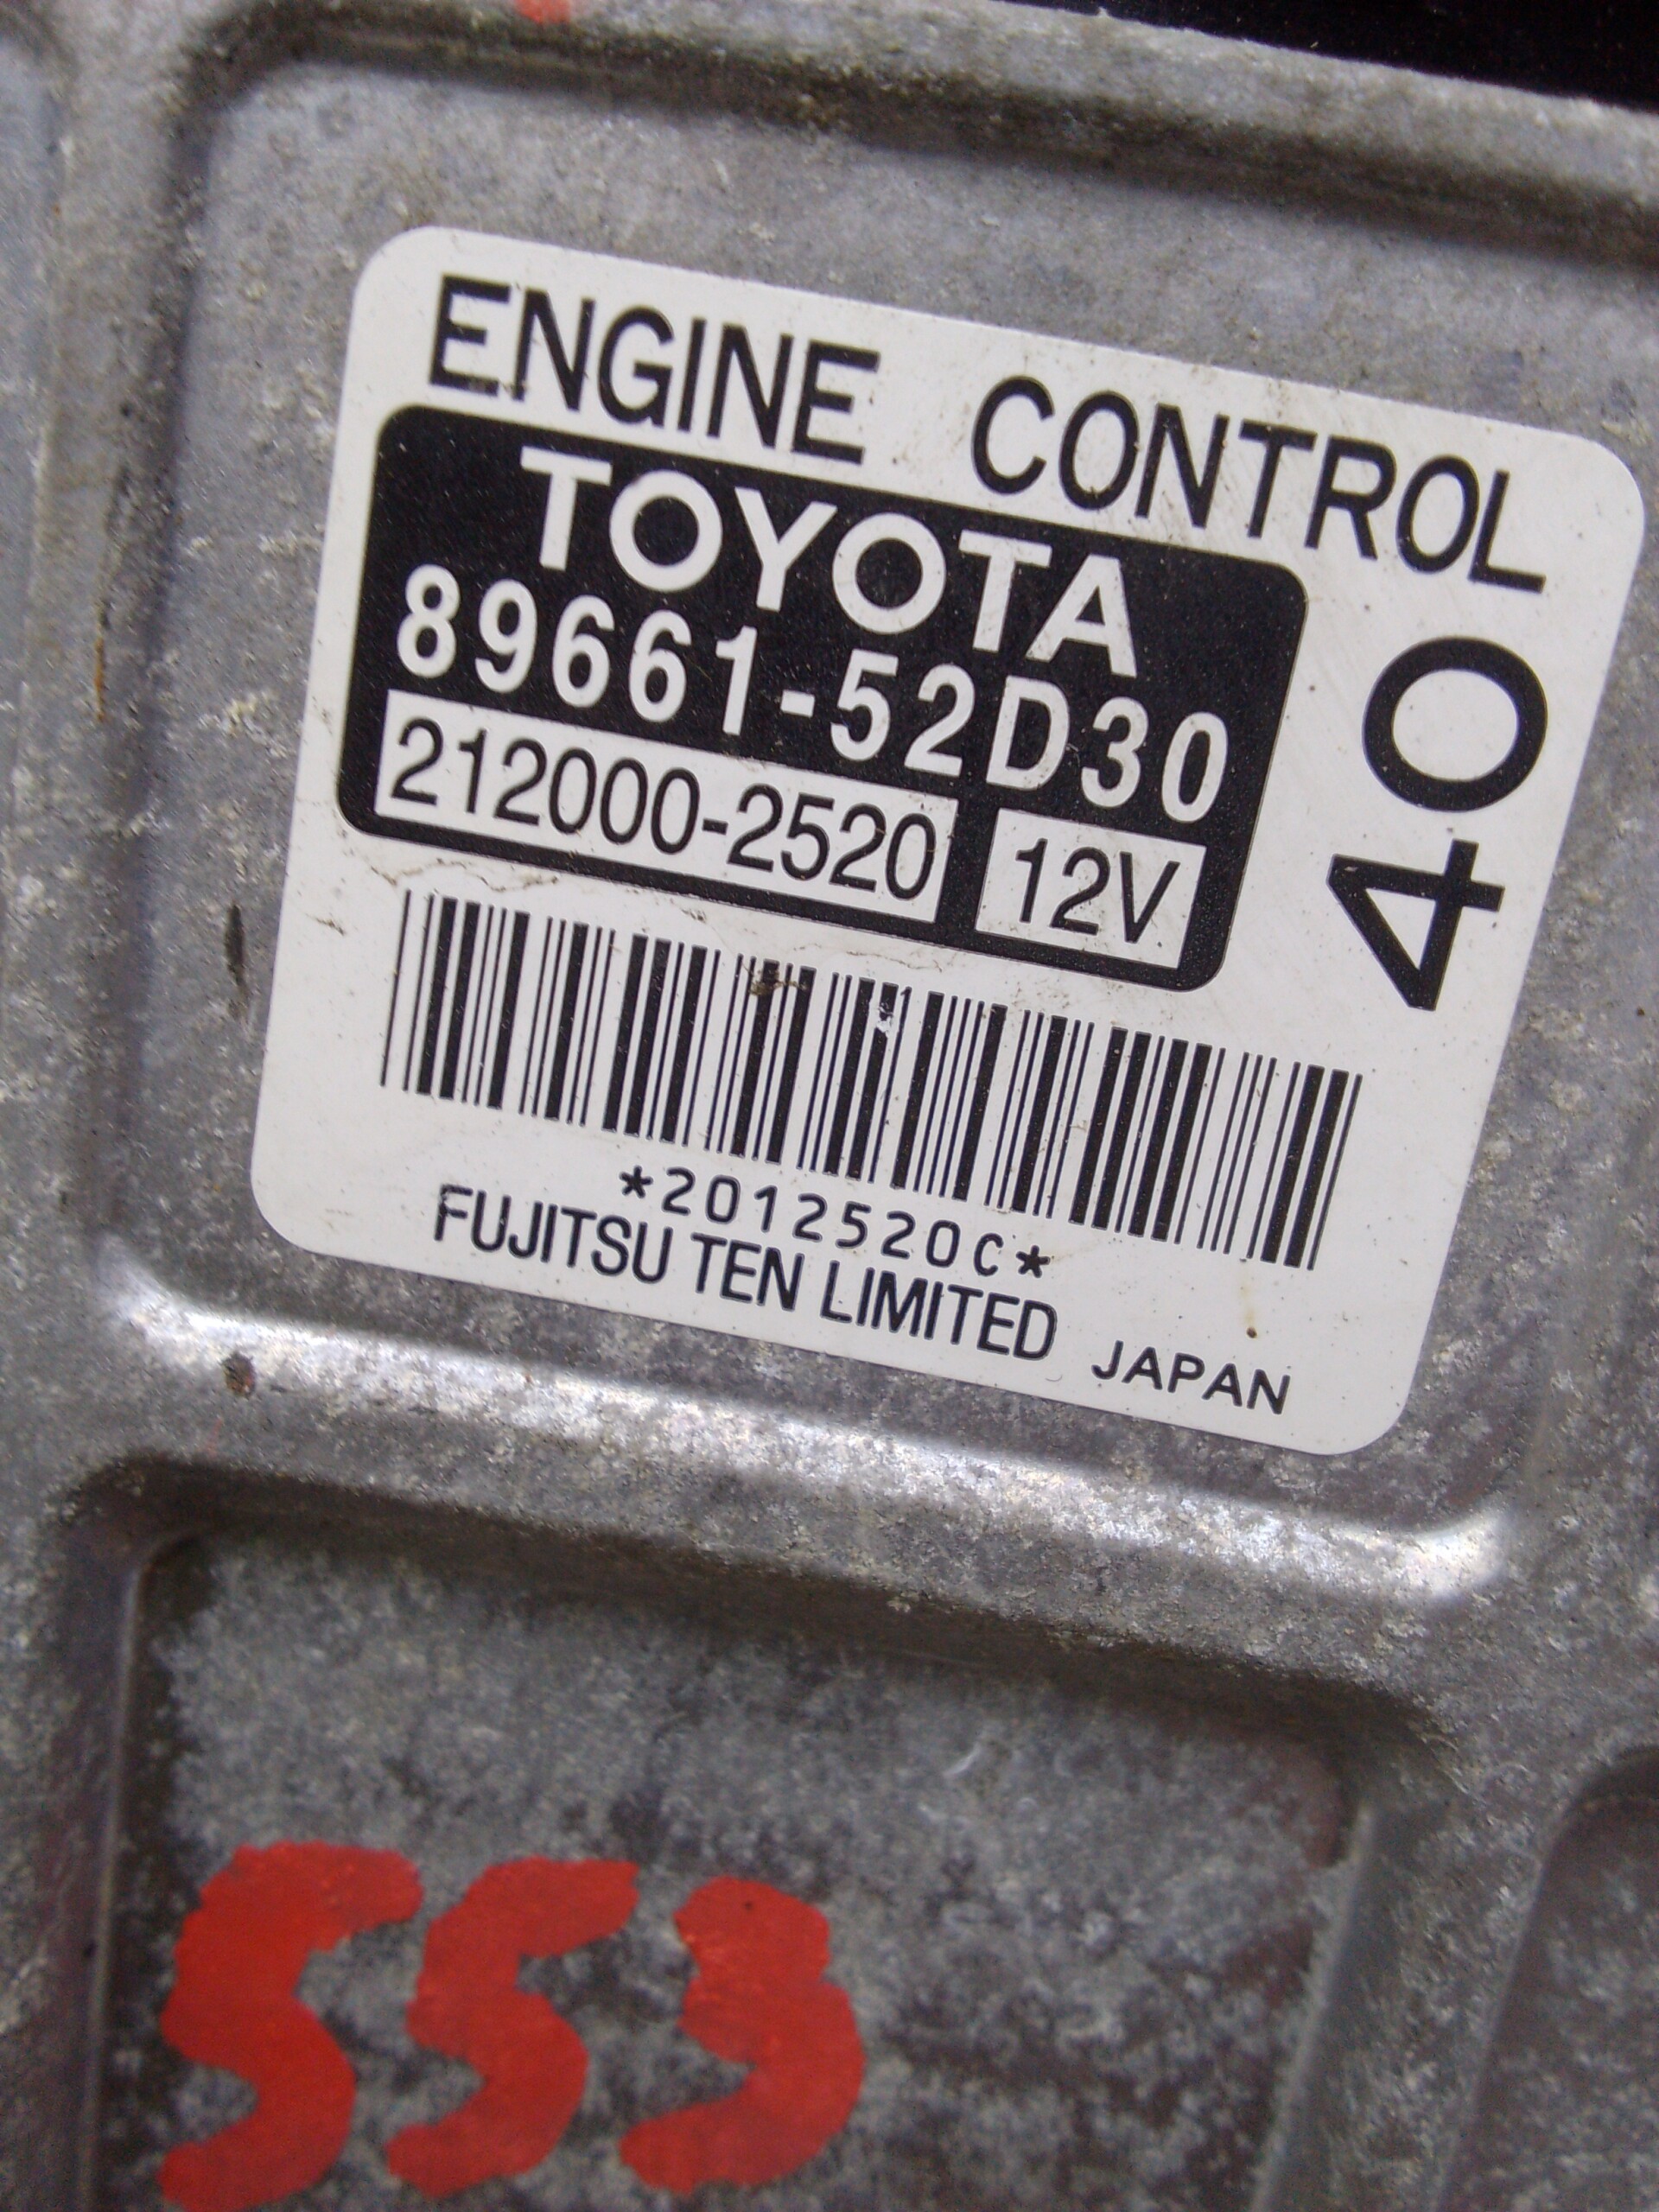 ENGINE CONTROL
TOYOTA
89661-52D30
212000-2520 12V
40
*2012520C*
FUJITSU TEN LIMITED JAPAN
553